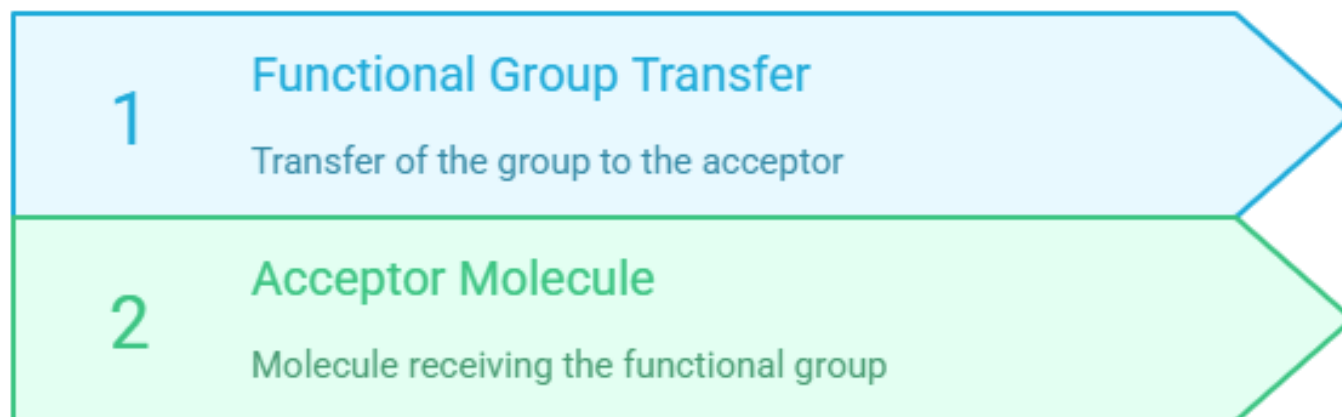 1
Functional Group Transfer
Transfer of the group to the acceptor
2
Acceptor Molecule
Molecule receiving the functional group